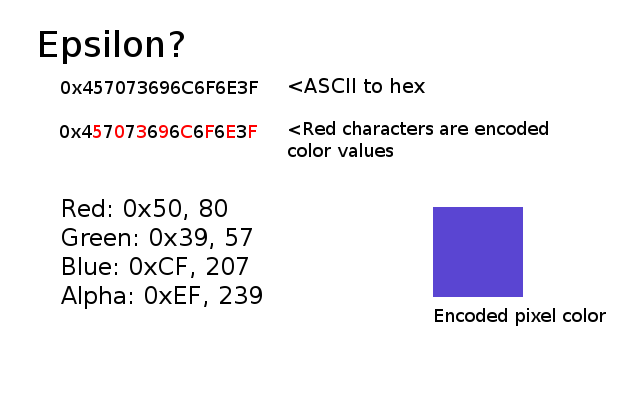 Epsilon?
0x457073696C6F6E3F <ASCII to hex
0x457073696C6F6E3F <Red characters are encoded
color values
Red: 0x50, 80
Green: 0x39, 57
Blue: 0xCF, 207
Alpha: 0xEF, 239
Encoded pixel color